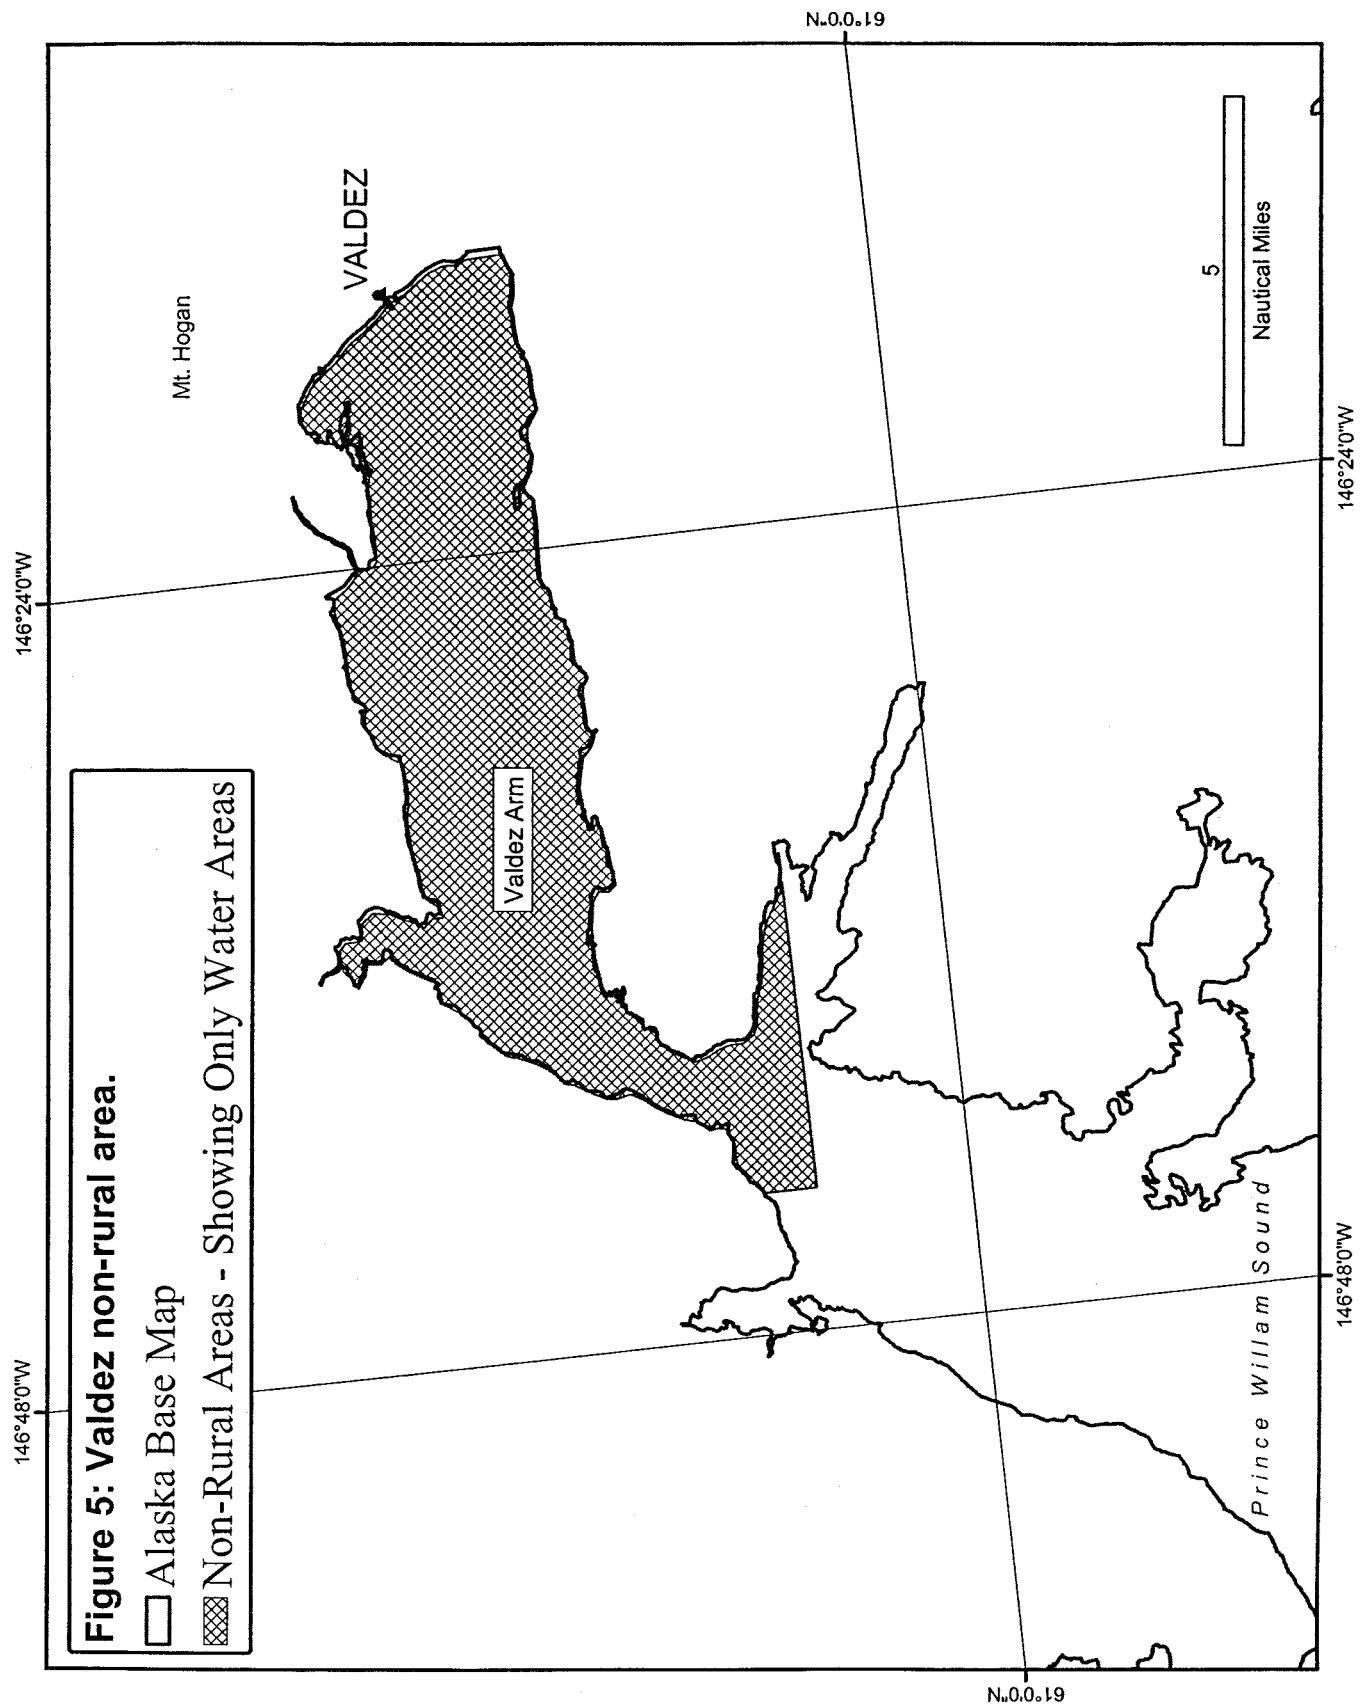 Figure 5: Valdez non-rural area.
Alaska Base Map
Non-Rural Areas - Showing Only Water Areas
146°48'0"W
146°24'0"W
Mt. Hogan
VALDEZ
Valdez Arm
61°0'0"N
61°0'0"N
5
Nautical Miles
Prince Willam Sound
146°48'0"W
146°24'0"W